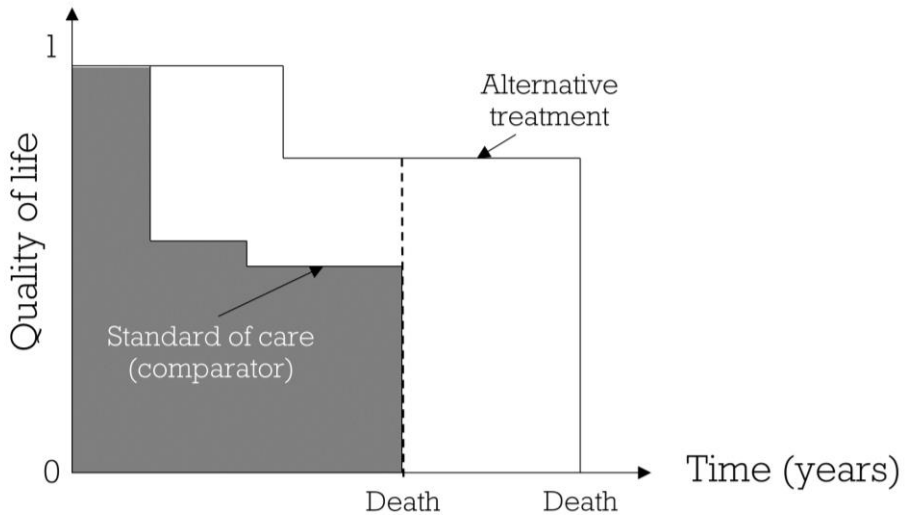 1
Quality of life
Alternative
treatment
Standard of care
(comparator)
0
Death
Death
Time (years)